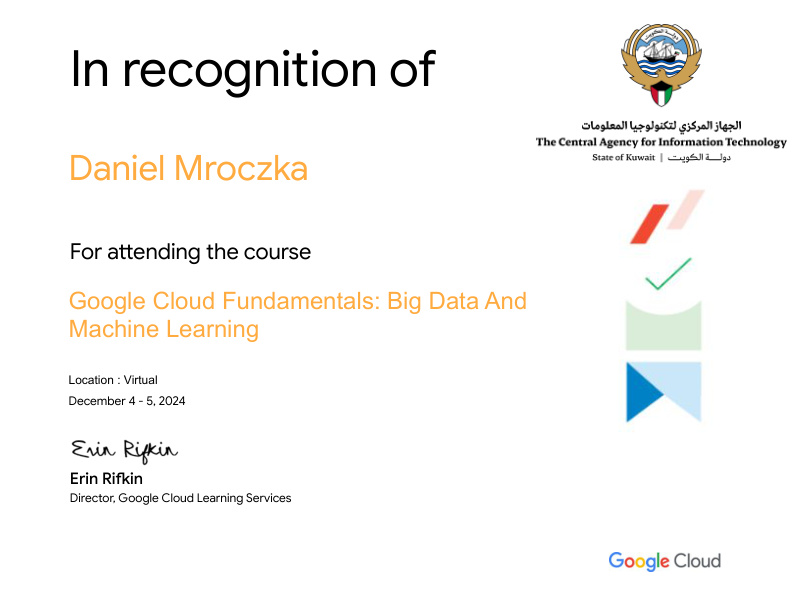 In recognition of
دولة الكويت
الجهاز المركزي لتكنولوجيا المعلومات
The Central Agency for Information Technology
State of Kuwait | دولـــة الكويـت
Daniel Mroczka
For attending the course
Google Cloud Fundamentals: Big Data And
Machine Learning
Location : Virtual
December 4 - 5, 2024
Erin Rifkin
Erin Rifkin
Director, Google Cloud Learning Services
Google Cloud